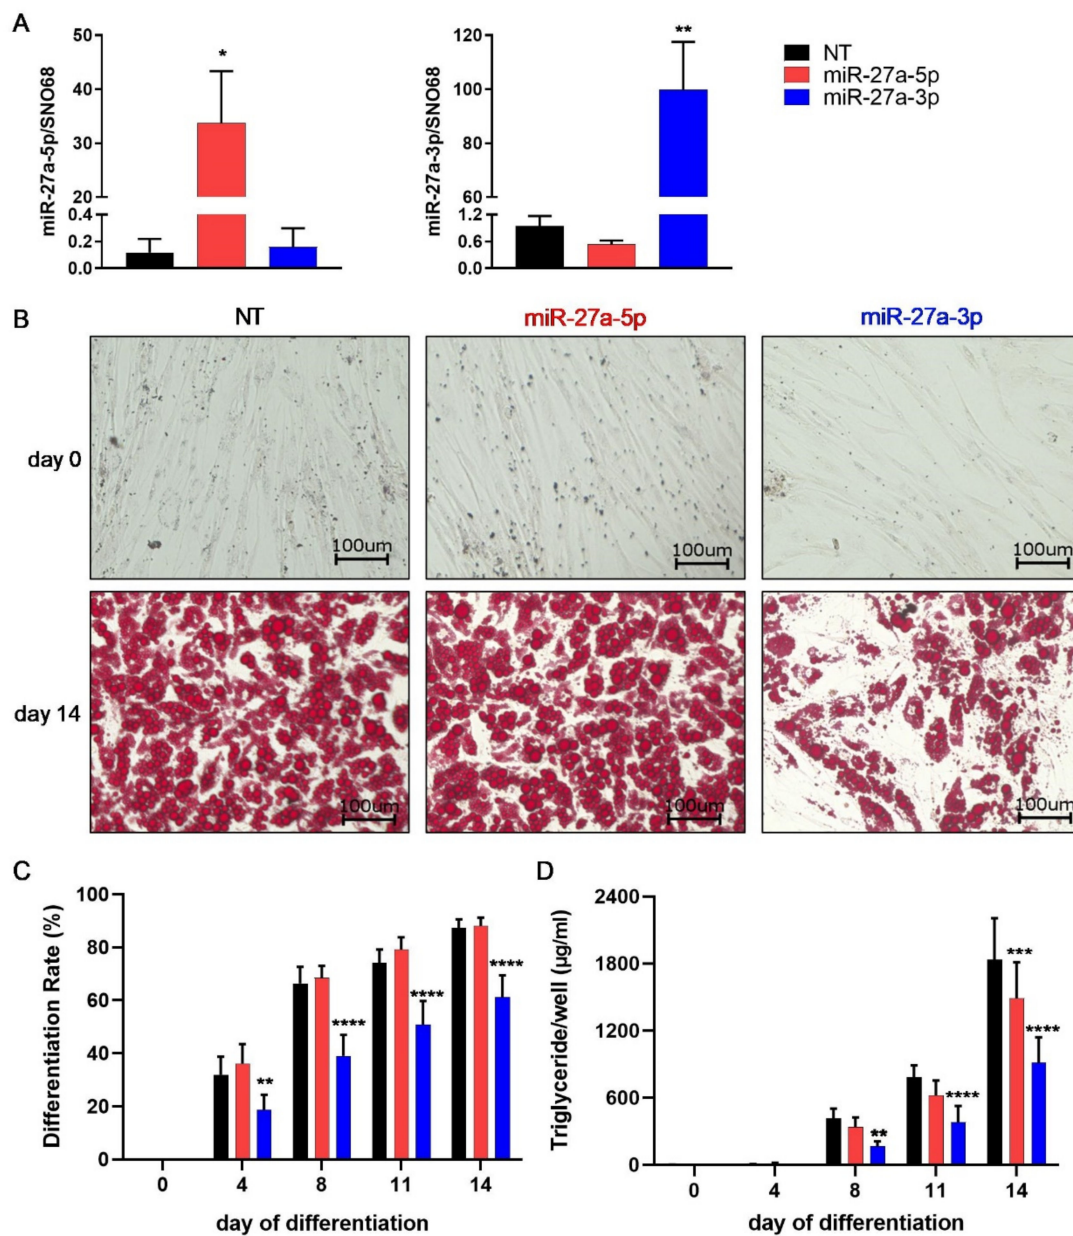 A
miR-27a-5p/SNO68
50
40
30
20
0.4
0.2
0.0
*
miR-27a-3p/SNO68
120
100
80
60
1.2
0.6
0.0
**
NT
miR-27a-5p
miR-27a-3p
B
NT
miR-27a-5p
miR-27a-3p
day 0
100um
100um
100um
day 14
100um
100um
100um
C
Differentiation Rate (%)
100
80
60
40
20
0
**
****
****
****
0 4 8 11 14
day of differentiation
D
Triglyceride/well (µg/ml)
2400
1800
1200
600
0
**
****
***
****
0 4 8 11 14
day of differentiation